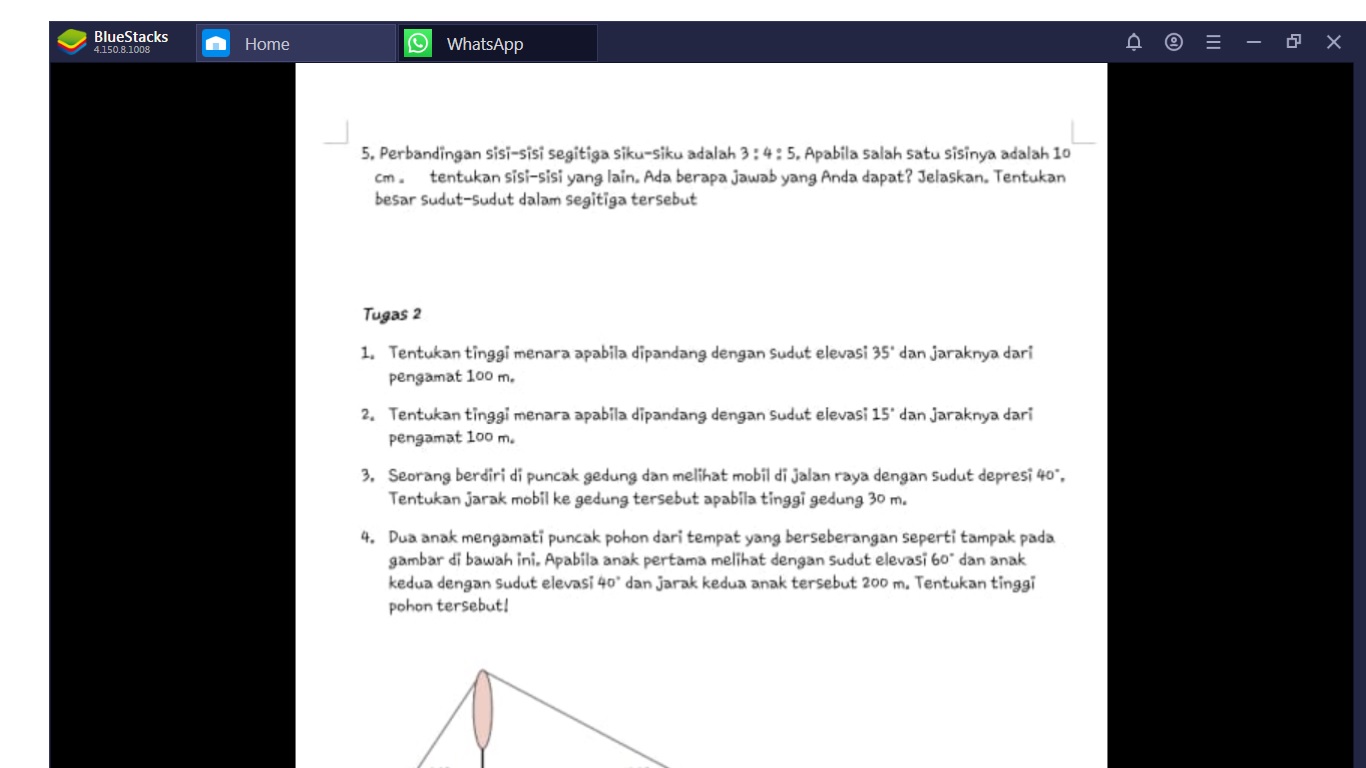 BlueStacks
4.150.8.1008
Home
WhatsApp
5. Perbandingan sisi-sisi segitiga siku-siku adalah 3 : 4 : 5. Apabila salah satu sisinya adalah 10
cm . tentukan sisi-sisi yang lain. Ada berapa jawab yang Anda dapat? Jelaskan. Tentukan
besar sudut-sudut dalam segitiga tersebut
Tugas 2
1. Tentukan tinggi menara apabila dipandang dengan sudut elevasi 35° dan jaraknya dari
pengamat 100 m.
2. Tentukan tinggi menara apabila dipandang dengan sudut elevasi 15° dan jaraknya dari
pengamat 100 m.
3. Seorang berdiri di puncak gedung dan melihat mobil di jalan raya dengan sudut depresi 40°.
Tentukan jarak mobil ke gedung tersebut apabila tinggi gedung 30 m.
4. Dua anak mengamati puncak pohon dari tempat yang berseberangan seperti tampak pada
gambar di bawah ini. Apabila anak pertama melihat dengan sudut elevasi 60° dan anak
kedua dengan sudut elevasi 40° dan jarak kedua anak tersebut 200 m. Tentukan tinggi
pohon tersebut!